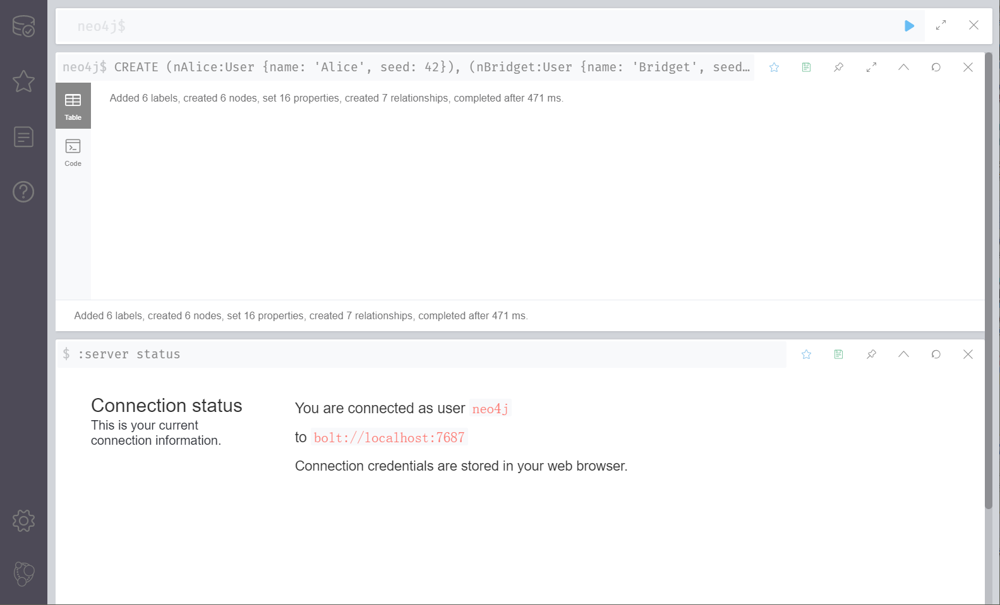 neo4j$
neo4j$ CREATE (nAlice:User {name: 'Alice', seed: 42}), (nBridget:User {name: 'Bridget', seed…
Table
Added 6 labels, created 6 nodes, set 16 properties, created 7 relationships, completed after 471 ms.
Code
Added 6 labels, created 6 nodes, set 16 properties, created 7 relationships, completed after 471 ms.
$ :server status
Connection status
This is your current
connection information.
You are connected as user neo4j
to bolt://localhost:7687
Connection credentials are stored in your web browser.